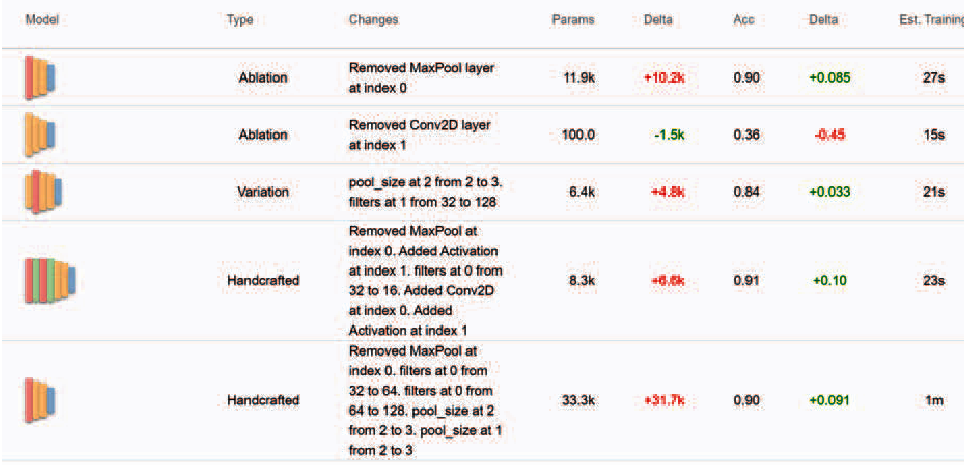 Model Type Changes Params Delta Acc Delta Est. Training
Removed MaxPool layer
Ablation 11.9k +10.2k 0.90 +0.085 27s
at index 0
Removed Conv2D layer
Ablation 100.0 -1.5k 0.36 -0.45 15s
at index 1
pool_size at 2 from 2 to 3.
Variation 6.4k +4.8k 0.84 +0.033 21s
filters at 1 from 32 to 128
Removed MaxPool at
index 0. Added Activation
at index 1. filters at 0 from
Handcrafted 8.3k +6.6k 0.91 +0.10 23s
32 to 16. Added Conv2D
at index 0. Added
Activation at index 1
Removed MaxPool at
index 0. filters at 0 from
32 to 64. filters at 0 from
Handcrafted 33.3k +31.7k 0.90 +0.091 1m
64 to 128. pool_size at 2
from 2 to 3. pool_size at 1
from 2 to 3